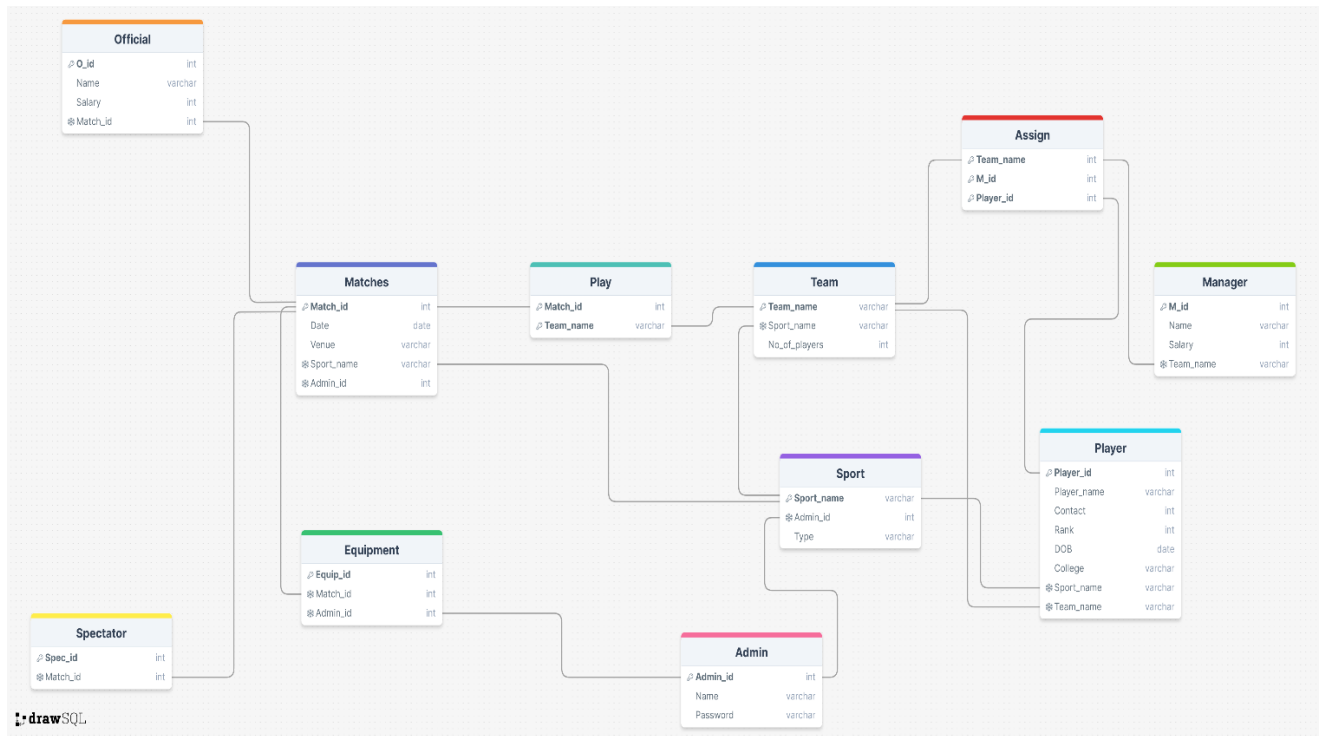 Official
O_id int
Name varchar
Salary int
Match_id int
Assign
Team_name int
M_id int
Player_id int
Matches
Match_id int
Date date
Venue varchar
Sport_name varchar
Admin_id int
Play
Match_id int
Team_name varchar
Team
Team_name varchar
Sport_name varchar
No_of_players int
Manager
M_id int
Name varchar
Salary int
Team_name varchar
Player
Player_id int
Player_name varchar
Contact int
Rank int
DOB date
College varchar
Sport_name varchar
Team_name varchar
Sport
Sport_name varchar
Admin_id int
Type varchar
Equipment
Equip_id int
Match_id int
Admin_id int
Spectator
Spec_id int
Match_id int
Admin
Admin_id int
Name varchar
Password varchar
drawSQL